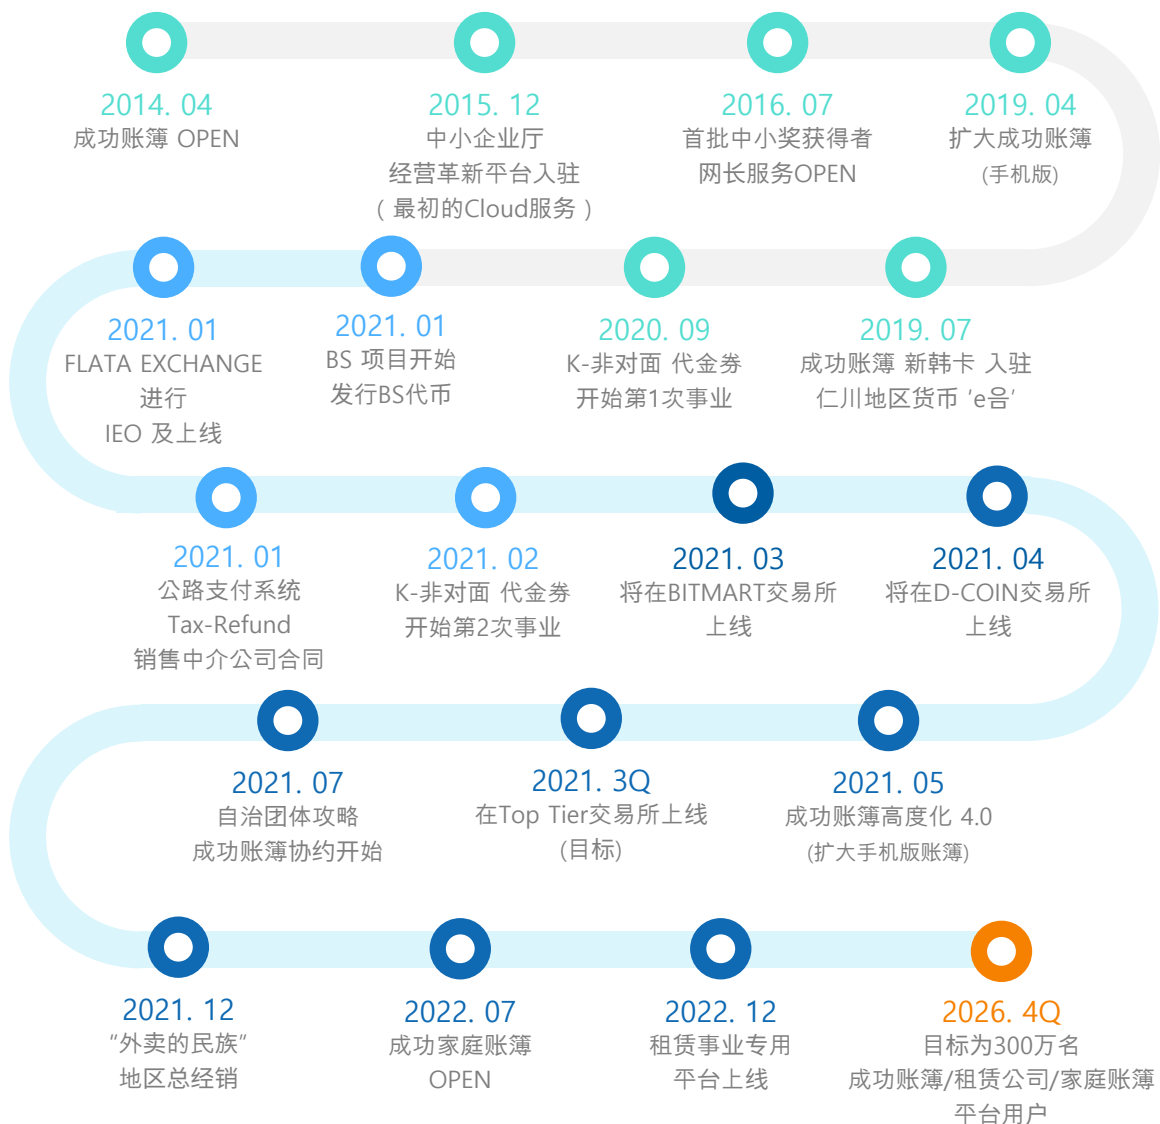 2014. 04
成功账簿 OPEN
2015. 12
中小企业厅
经营革新平台入驻
( 最初的Cloud服务 )
2016. 07
首批中小奖获得者
网长服务OPEN
2019. 04
扩大成功账簿
(手机版)
2019. 07
成功账簿 新韩卡 入驻
仁川地区货币 'e음'
2020. 09
K-非对面 代金券
开始第1次事业
2021. 01
BS 项目开始
发行BS代币
2021. 01
FLATA EXCHANGE
进行
IEO 及上线
2021. 01
公路支付系统
Tax-Refund
销售中介公司合同
2021. 02
K-非对面 代金券
开始第2次事业
2021. 03
将在BITMART交易所
上线
2021. 04
将在D-COIN交易所
上线
2021. 05
成功账簿高度化 4.0
(扩大手机版账簿)
2021. 3Q
在Top Tier交易所上线
(目标)
2021. 07
自治团体攻略
成功账簿协约开始
2021. 12
“外卖的民族”
地区总经销
2022. 07
成功家庭账簿
OPEN
2022. 12
租赁事业专用
平台上线
2026. 4Q
目标为300万名
成功账簿/租赁公司/家庭账簿
平台用户